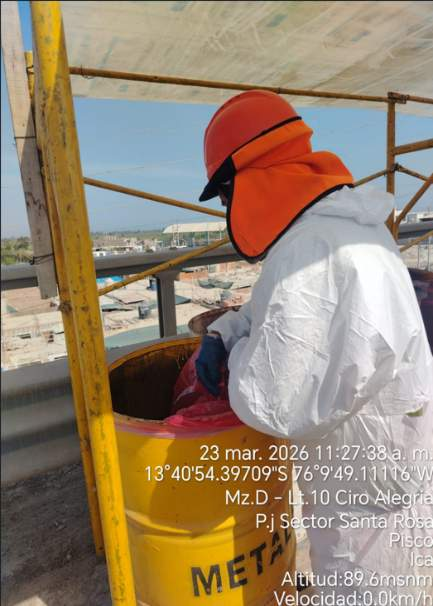 23 mar. 2026 11:27:38 a. m.
13°40'54.39709"S 76°9'49.11116"W
Mz.D - Lt.10 Ciro Alegria
P.j Sector Santa Rosa
Pisco
Ica
Altitud:89.6msnm
Velocidad:0.0km/h
METAL